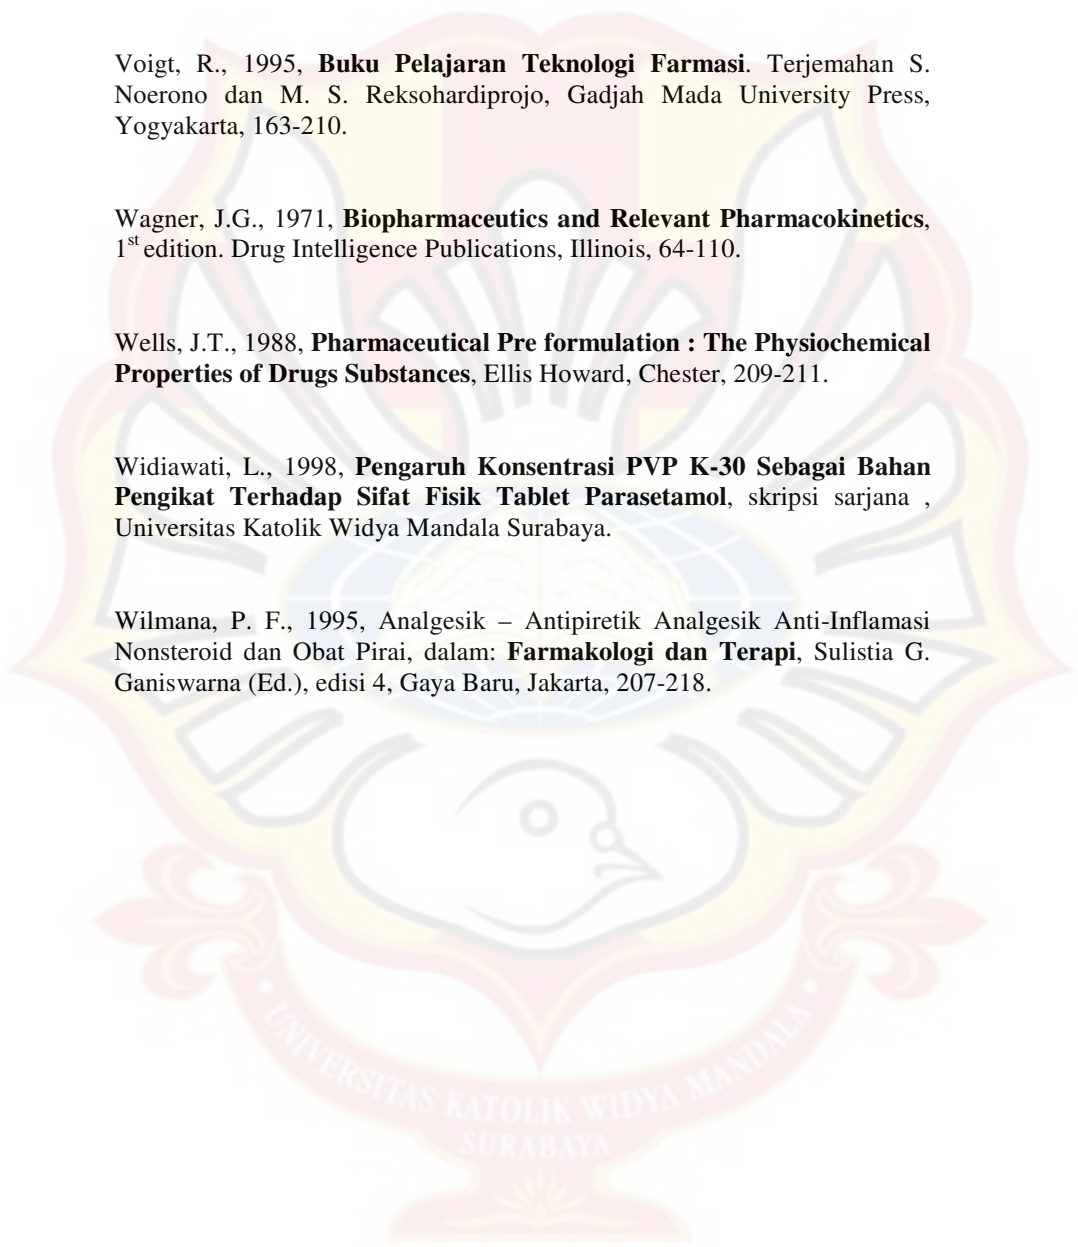 Voigt, R., 1995, Buku Pelajaran Teknologi Farmasi. Terjemahan S.
Noerono dan M. S. Reksohardiprojo, Gadjah Mada University Press,
Yogyakarta, 163-210.
Wagner, J.G., 1971, Biopharmaceutics and Relevant Pharmacokinetics,
1st edition. Drug Intelligence Publications, Illinois, 64-110.
Wells, J.T., 1988, Pharmaceutical Pre formulation : The Physiochemical
Properties of Drugs Substances, Ellis Howard, Chester, 209-211.
Widiawati, L., 1998, Pengaruh Konsentrasi PVP K-30 Sebagai Bahan
Pengikat Terhadap Sifat Fisik Tablet Parasetamol, skripsi sarjana ,
Universitas Katolik Widya Mandala Surabaya.
Wilmana, P. F., 1995, Analgesik – Antipiretik Analgesik Anti-Inflamasi
Nonsteroid dan Obat Pirai, dalam: Farmakologi dan Terapi, Sulistia G.
Ganiswarna (Ed.), edisi 4, Gaya Baru, Jakarta, 207-218.
• UNIVERSITAS KATOLIK WIDYA MANDALA •
SURABAYA